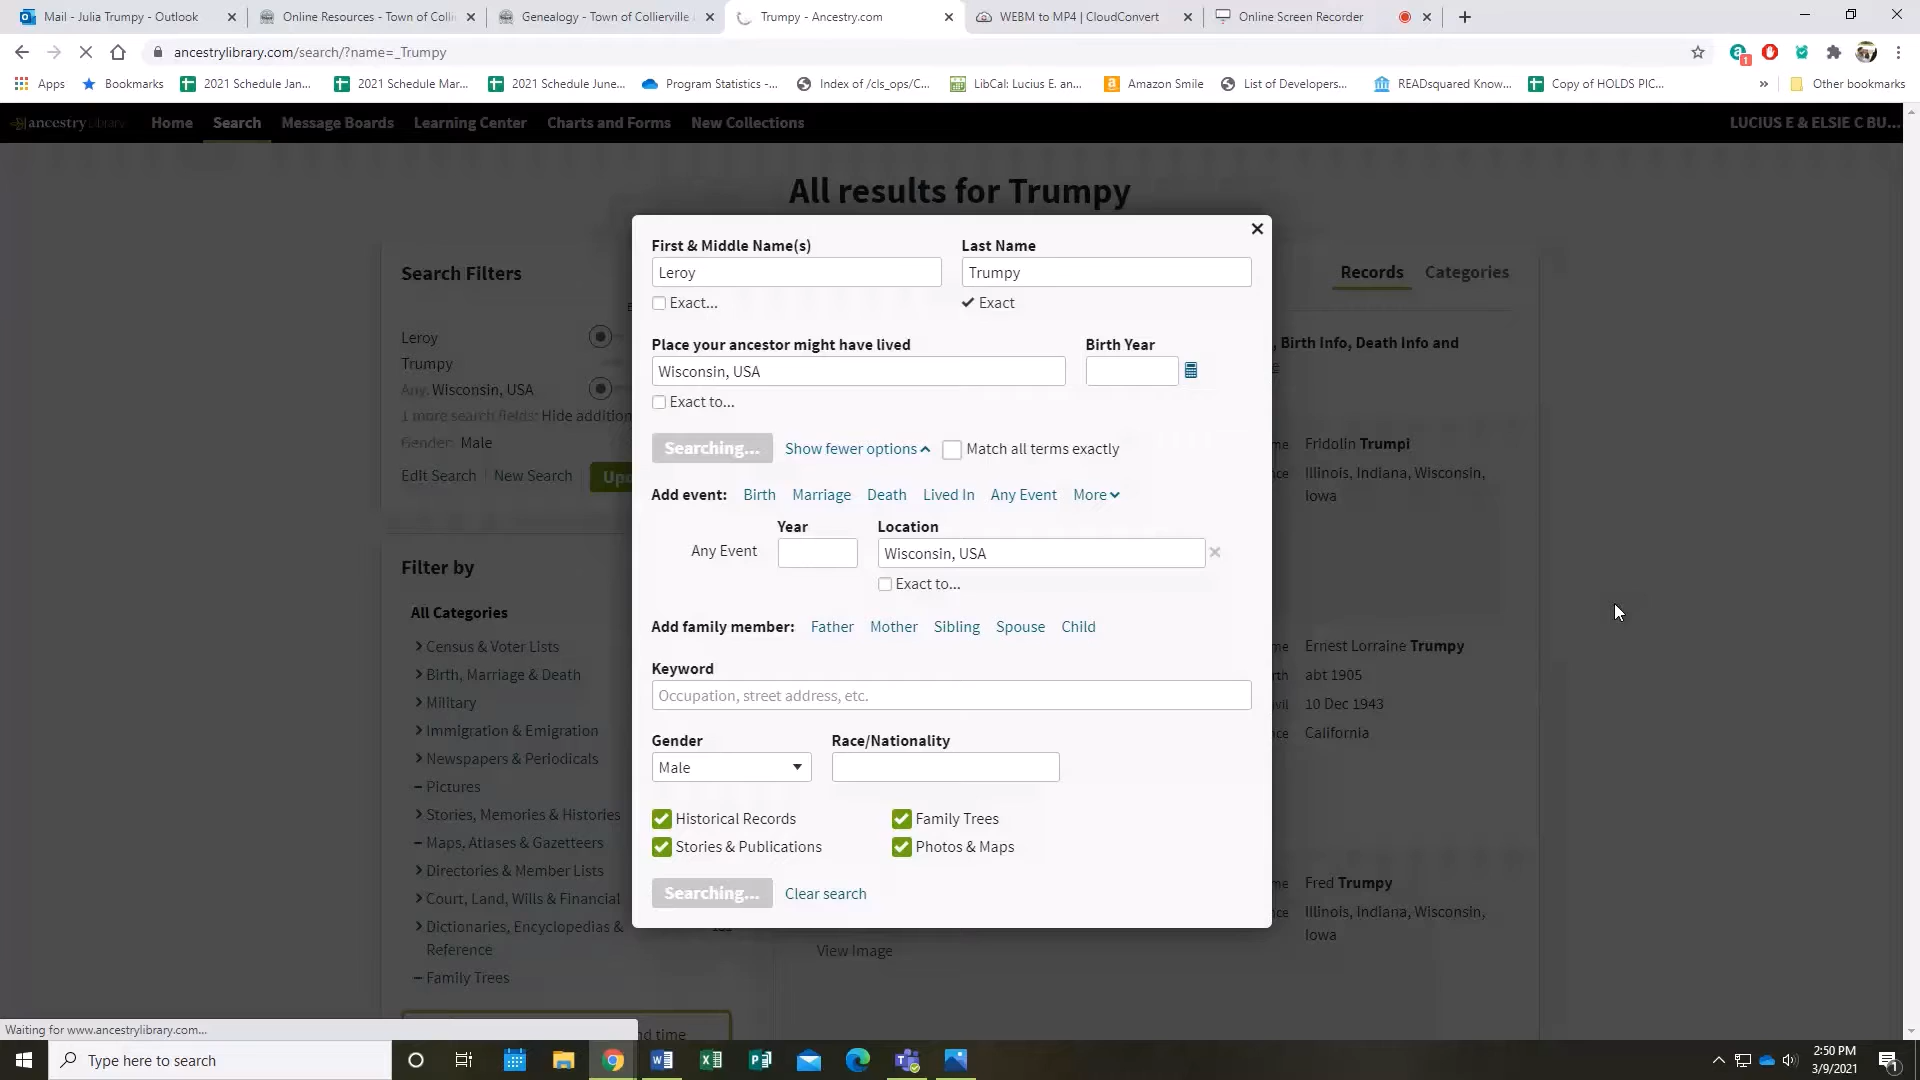 Mail - Julia Trumpy - Outlook
Online Resources - Town of Colli
Genealogy - Town of Collierville
Trumpy - Ancestry.com
WEBM to MP4 | CloudConvert
Online Screen Recorder
ancestrylibrary.com/search/?name=_Trumpy
1
Apps
Bookmarks
2021 Schedule Jan...
2021 Schedule Mar...
2021 Schedule June...
Program Statistics -...
Index of /cls_ops/C...
LibCal: Lucius E. an...
Amazon Smile
List of Developers...
READsquared Know...
Copy of HOLDS PIC...
»
Other bookmarks
ancestry Library
Home
Search
Message Boards
Learning Center
Charts and Forms
New Collections
LUCIUS E & ELSIE C BU...
All results for Trumpy
Search Filters
Leroy
Trumpy
Any: Wisconsin, USA
1 more search fields: Hide addition
Gender: Male
Edit Search
New Search
Filter by
All Categories
Census & Voter Lists
Birth, Marriage & Death
Military
Immigration & Emigration
Newspapers & Periodicals
Pictures
Stories, Memories & Histories
Maps, Atlases & Gazetteers
Directories & Member Lists
Court, Land, Wills & Financial
Dictionaries, Encyclopedias &
Reference
Family Trees
First & Middle Name(s)
Last Name
Leroy
Trumpy
Exact...
Exact
Place your ancestor might have lived
Birth Year
Wisconsin, USA
Exact to...
Searching...
Show fewer options
Match all terms exactly
Add event:
Birth
Marriage
Death
Lived In
Any Event
More
Year
Location
Any Event
Wisconsin, USA
Exact to...
Add family member:
Father
Mother
Sibling
Spouse
Child
Keyword
Occupation, street address, etc.
Gender
Race/Nationality
Male
Historical Records
Family Trees
Stories & Publications
Photos & Maps
Searching...
Clear search
View Image
Records
Categories
, Birth Info, Death Info and
Fridolin Trumpi
Illinois, Indiana, Wisconsin,
Iowa
Ernest Lorraine Trumpy
abt 1905
10 Dec 1943
California
Fred Trumpy
Illinois, Indiana, Wisconsin,
Iowa
Waiting for www.ancestrylibrary.com...
nd time
Type here to search
2:50 PM
3/9/2021
1